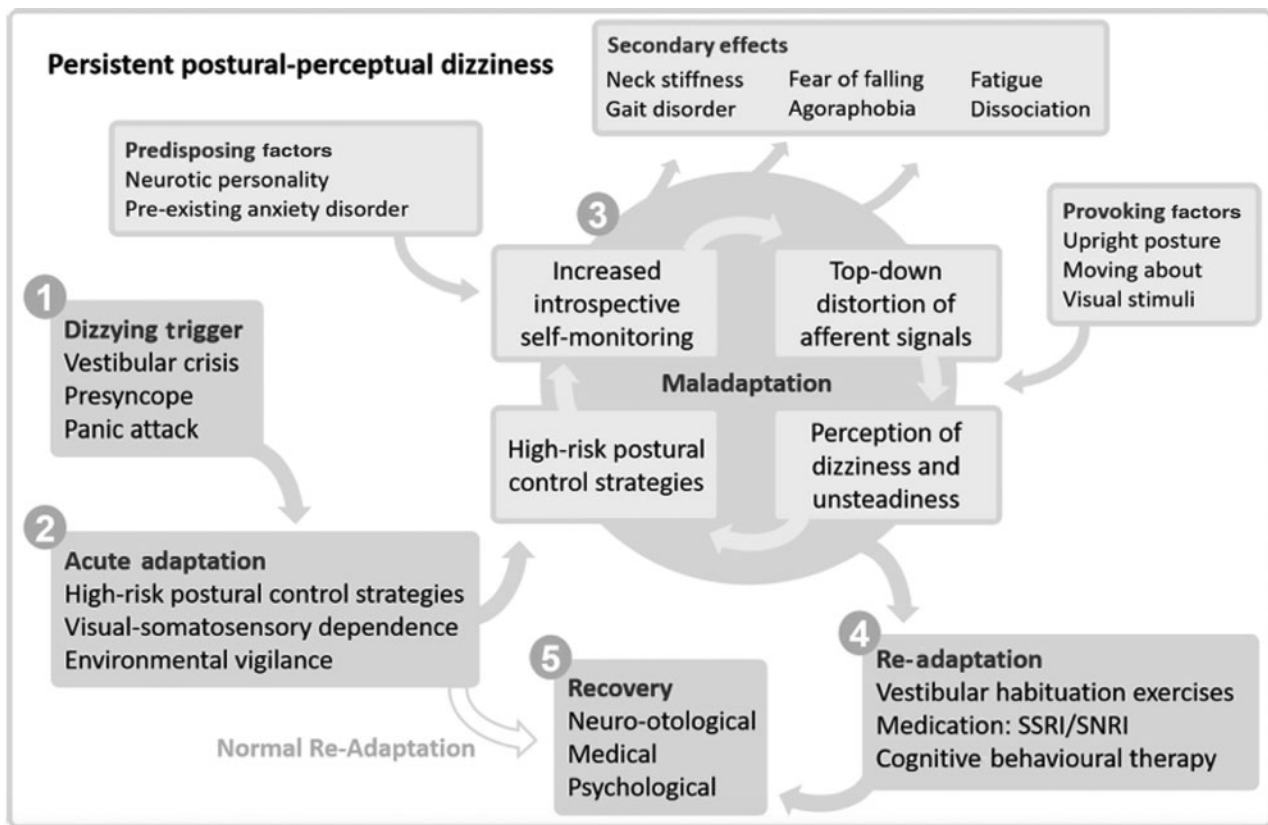 Persistent postural-perceptual dizziness
Secondary effects
Neck stiffness Fear of falling Fatigue
Gait disorder Agoraphobia Dissociation
Predisposing factors
Neurotic personality
Pre-existing anxiety disorder
Provoking factors
Upright posture
Moving about
Visual stimuli
1
Dizzying trigger
Vestibular crisis
Presyncope
Panic attack
2
Acute adaptation
High-risk postural control strategies
Visual-somatosensory dependence
Environmental vigilance
3
Increased
introspective
self-monitoring
Top-down
distortion of
afferent signals
Maladaptation
High-risk postural
control strategies
Perception of
dizziness and
unsteadiness
4
Re-adaptation
Vestibular habituation exercises
Medication: SSRI/SNRI
Cognitive behavioural therapy
5
Recovery
Neuro-otological
Medical
Psychological
Normal Re-Adaptation